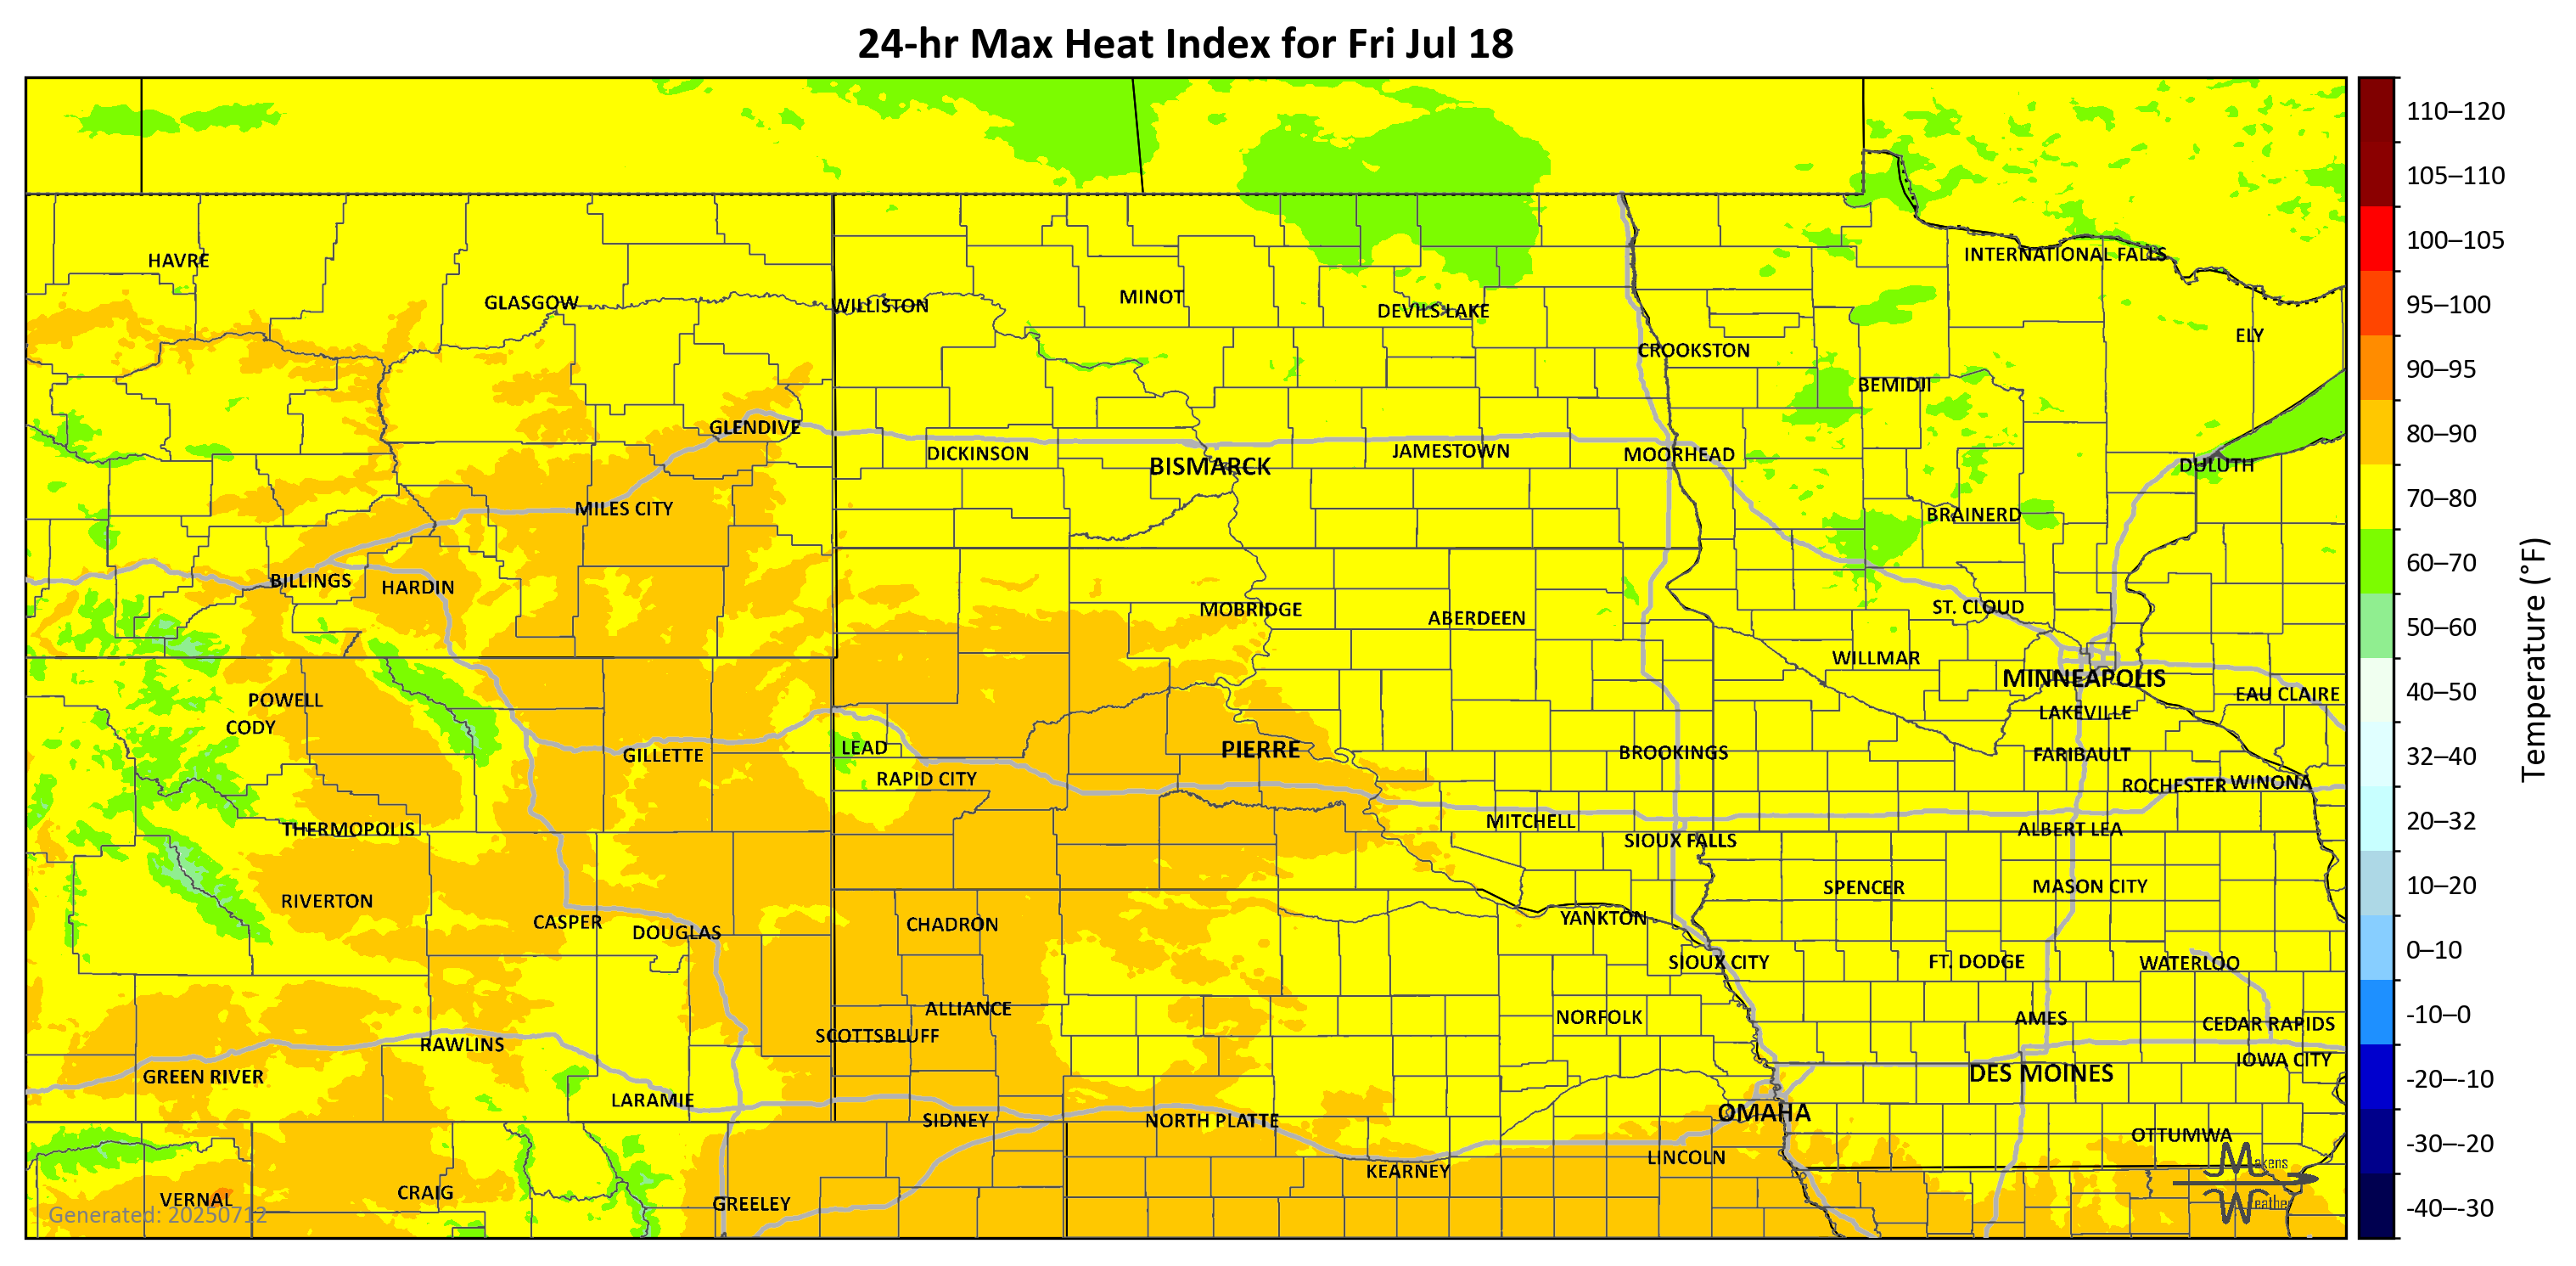 24-hr Max Heat Index for Fri Jul 18
110–120
105–110
100–105
95–100
90–95
80–90
70–80
60–70
50–60
40–50
32–40
20–32
10–20
0–10
-10–0
-20–-10
-30–-20
-40–-30
Temperature (°F)
HAVRE
INTERNATIONAL FALLS
GLASGOW
WILLISTON
MINOT
DEVILS LAKE
ELY
CROOKSTON
BEMIDJI
GLENDIVE
DICKINSON
BISMARCK
JAMESTOWN
MOORHEAD
DULUTH
MILES CITY
BRAINERD
BILLINGS
HARDIN
MOBRIDGE
ABERDEEN
ST. CLOUD
WILLMAR
MINNEAPOLIS
EAU CLAIRE
POWELL
CODY
LAKEVILLE
GILLETTE
LEAD
PIERRE
BROOKINGS
FARIBAULT
RAPID CITY
ROCHESTER
WINONA
THERMOPOLIS
MITCHELL
SIOUX FALLS
ALBERT LEA
RIVERTON
SPENCER
MASON CITY
CASPER
DOUGLAS
CHADRON
YANKTON
SIOUX CITY
FT. DODGE
WATERLOO
ALLIANCE
NORFOLK
AMES
CEDAR RAPIDS
SCOTTSBLUFF
RAWLINS
IOWA CITY
GREEN RIVER
DES MOINES
LARAMIE
SIDNEY
NORTH PLATTE
OMAHA
OTTUMWA
KEARNEY
LINCOLN
VERNAL
CRAIG
GREELEY
Makens
Weather
Generated: 20250712